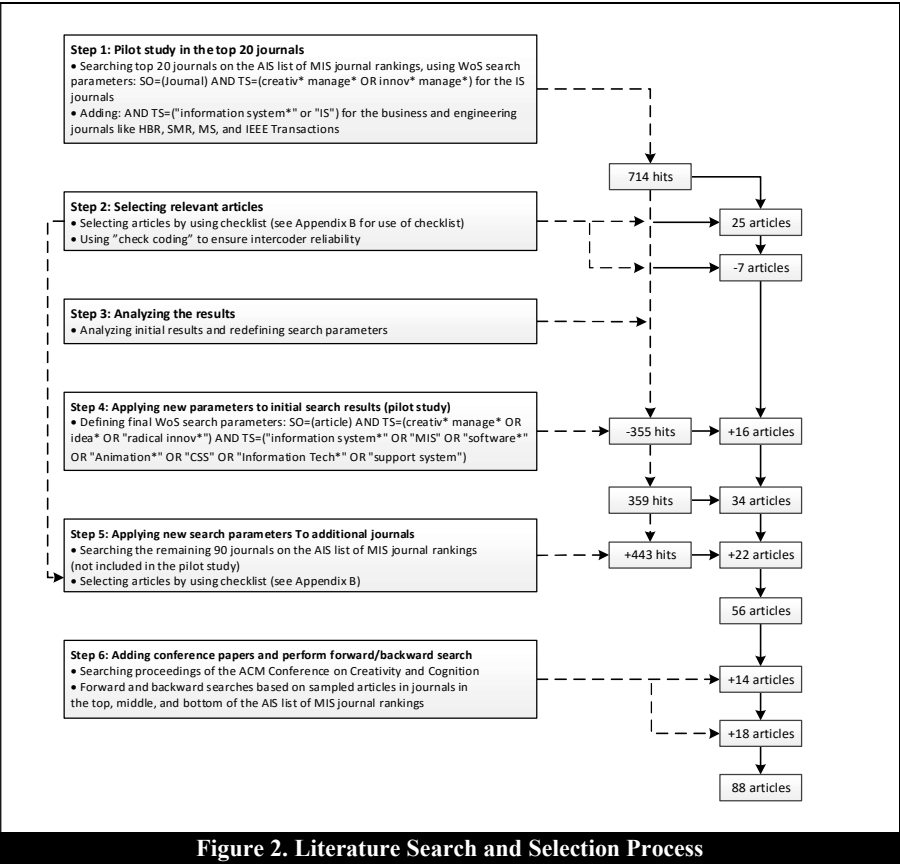 Step 1: Pilot study in the top 20 journals
• Searching top 20 journals on the AIS list of MIS journal rankings, using WoS search
parameters: SO=(Journal) AND TS=(creativ* manage* OR innov* manage*) for the IS
journals
• Adding: AND TS=("information system*" or "IS") for the business and engineering
journals like HBR, SMR, MS, and IEEE Transactions
714 hits
Step 2: Selecting relevant articles
• Selecting articles by using checklist (see Appendix B for use of checklist)
• Using "check coding" to ensure intercoder reliability
25 articles
-7 articles
Step 3: Analyzing the results
• Analyzing initial results and redefining search parameters
Step 4: Applying new parameters to initial search results (pilot study)
• Defining final WoS search parameters: SO=(article) AND TS=(creativ* manage* OR
idea* OR "radical innov*") AND TS=("information system*" OR "MIS" OR "software*"
OR "Animation*" OR "CSS" OR "Information Tech*" OR "support system")
-355 hits
+16 articles
359 hits
34 articles
Step 5: Applying new search parameters To additional journals
• Searching the remaining 90 journals on the AIS list of MIS journal rankings
(not included in the pilot study)
• Selecting articles by using checklist (see Appendix B)
+443 hits
+22 articles
56 articles
Step 6: Adding conference papers and perform forward/backward search
• Searching proceedings of the ACM Conference on Creativity and Cognition
• Forward and backward searches based on sampled articles in journals in
the top, middle, and bottom of the AIS list of MIS journal rankings
+14 articles
+18 articles
88 articles
Figure 2. Literature Search and Selection Process